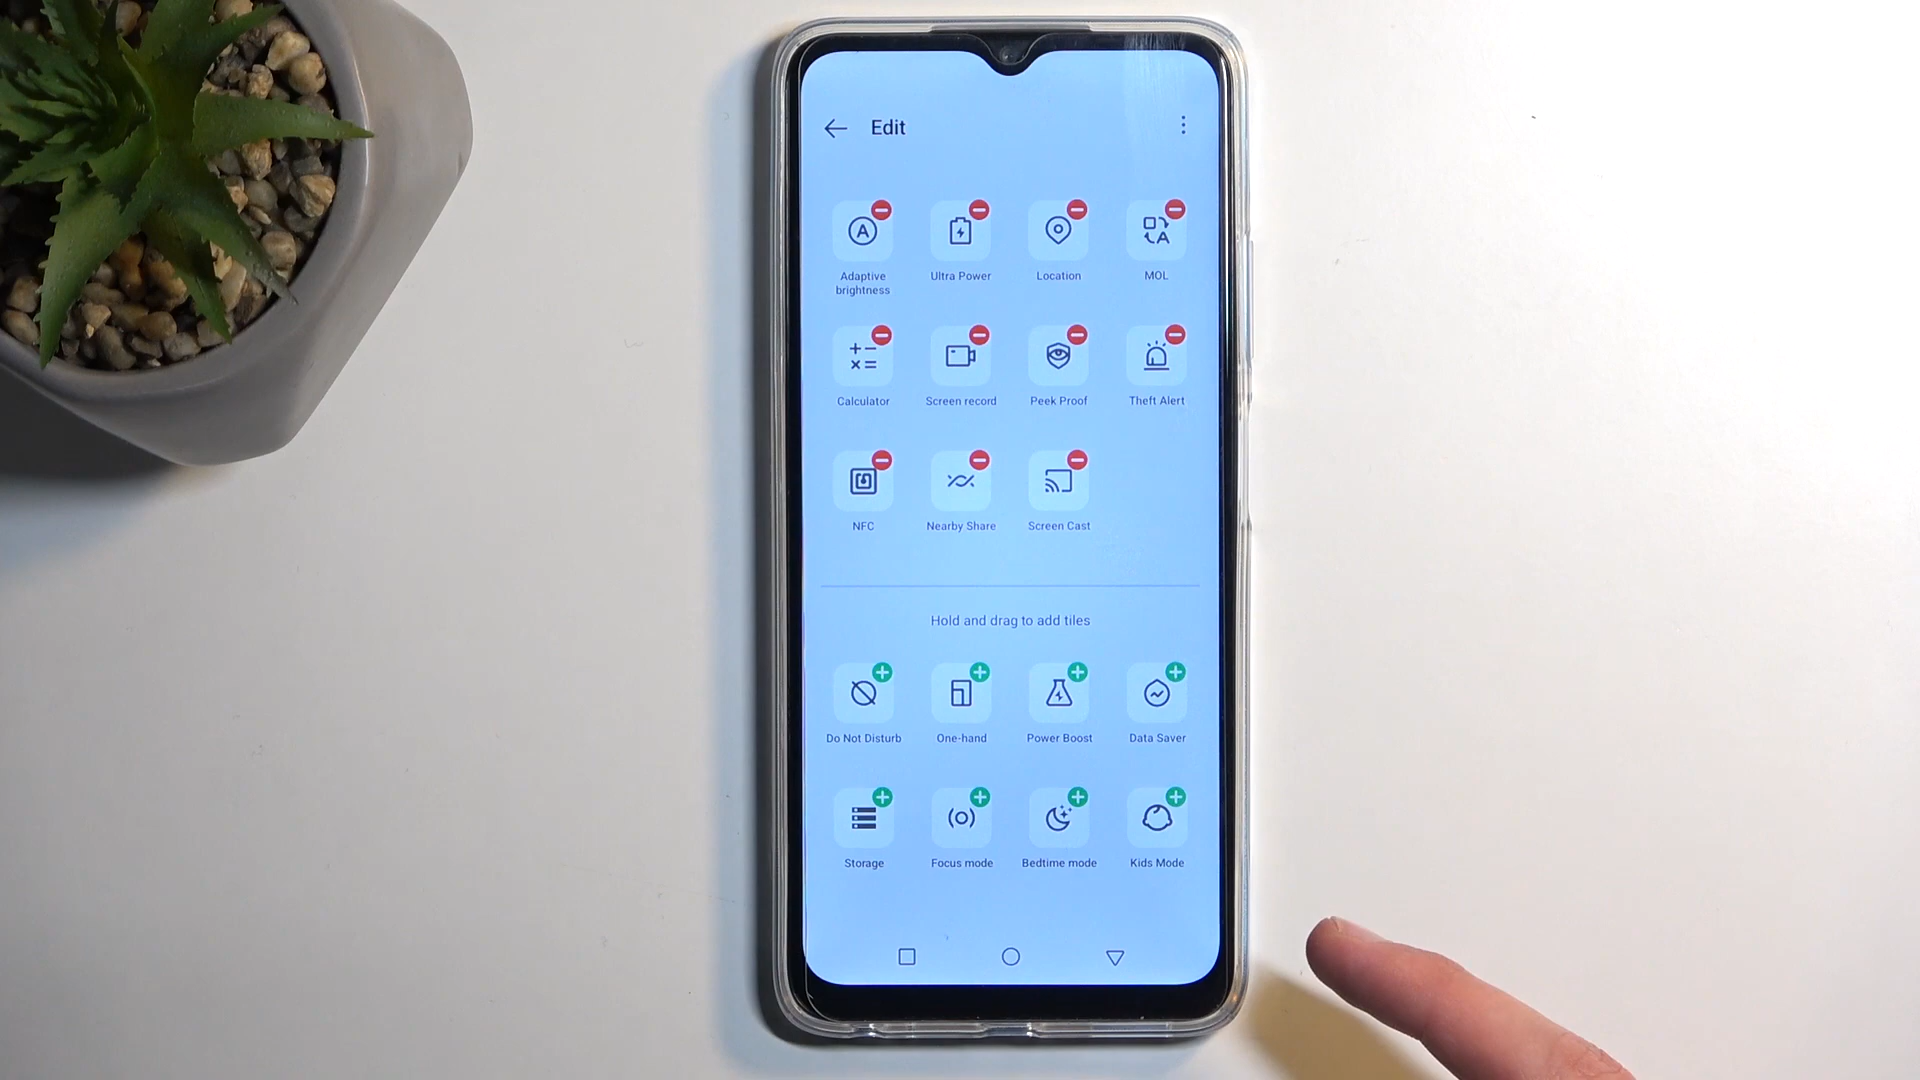 Edit
Adaptive
brightness
Ultra Power
Location
MOL
Calculator
Screen record
Peek Proof
Theft Alert
NFC
Nearby Share
Screen Cast
Hold and drag to add tiles
Do Not Disturb
One-hand
Power Boost
Data Saver
Storage
Focus mode
Bedtime mode
Kids Mode